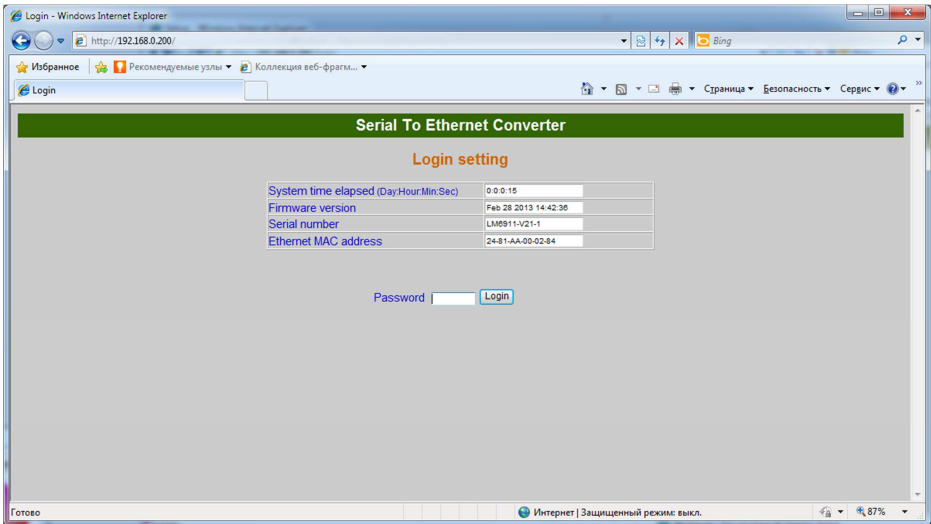 Login - Windows Internet Explorer
http://192.168.0.200/
Bing
Избранное
Рекомендуемые узлы
Коллекция веб-фрагм...
Login
Страница
Безопасность
Сервис
Serial To Ethernet Converter
Login setting
System time elapsed (Day:Hour:Min:Sec) 0:0:0:15
Firmware version Feb 28 2013 14:42:36
Serial number LM6911-V21-1
Ethernet MAC address 24-81-AA-00-02-84
Password Login
Готово
Интернет | Защищенный режим: выкл.
87%